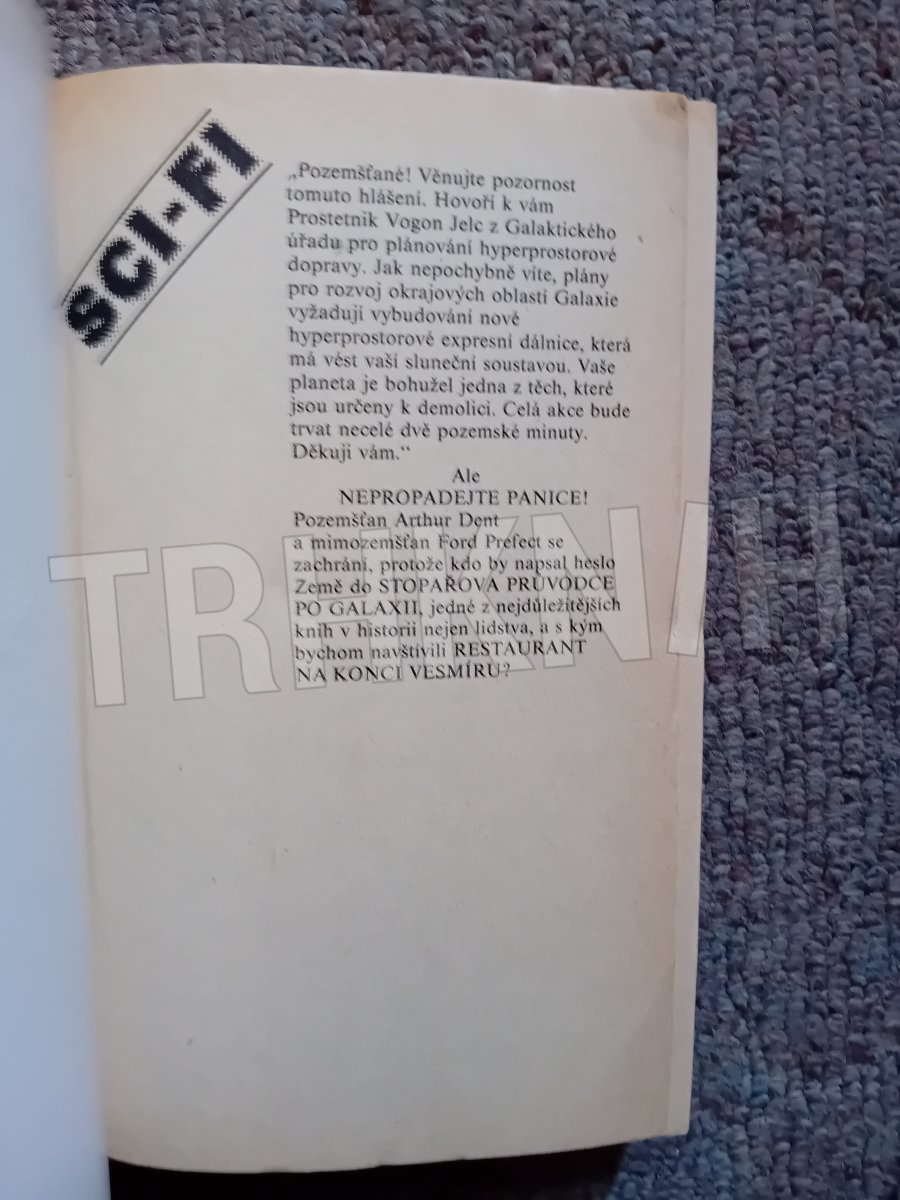 SCI-FI
„Pozemšťané! Věnujte pozornost
tomuto hlášení. Hovoří k vám
Prostetnik Vogon Jelc z Galaktického
úřadu pro plánování hyperprostorové
dopravy. Jak nepochybně víte, plány
pro rozvoj okrajových oblastí Galaxie
vyžadují vybudování nové
hyperprostorové expresní dálnice, která
má vést vaší sluneční soustavou. Vaše
planeta je bohužel jedna z těch, které
jsou určeny k demolici. Celá akce bude
trvat necelé dvě pozemské minuty.
Děkuji vám.“
Ale
NEPROPADEJTE PANICE!
Pozemšťan Arthur Dent
a mimozemšťan Ford Prefect se
zachrání, protože kdo by napsal heslo
Země do STOPAŘOVA PRŮVODCE
PO GALAXII, jedné z nejdůležitějších
knih v historii nejen lidstva, a s kým
bychom navštívili RESTAURANT
NA KONCI VESMÍRU?
TREKNIH